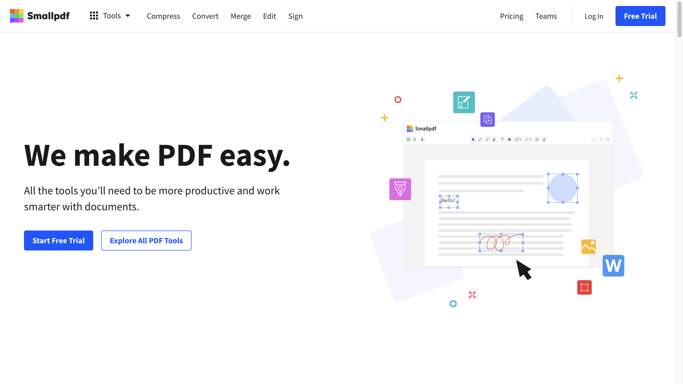 Smallpdf
Tools
Compress
Convert
Merge
Edit
Sign
Pricing
Teams
Log In
Free Trial
We make PDF easy.
All the tools you'll need to be more productive and work
smarter with documents.
Start Free Trial
Explore All PDF Tools
Smallpdf
Hello!
W